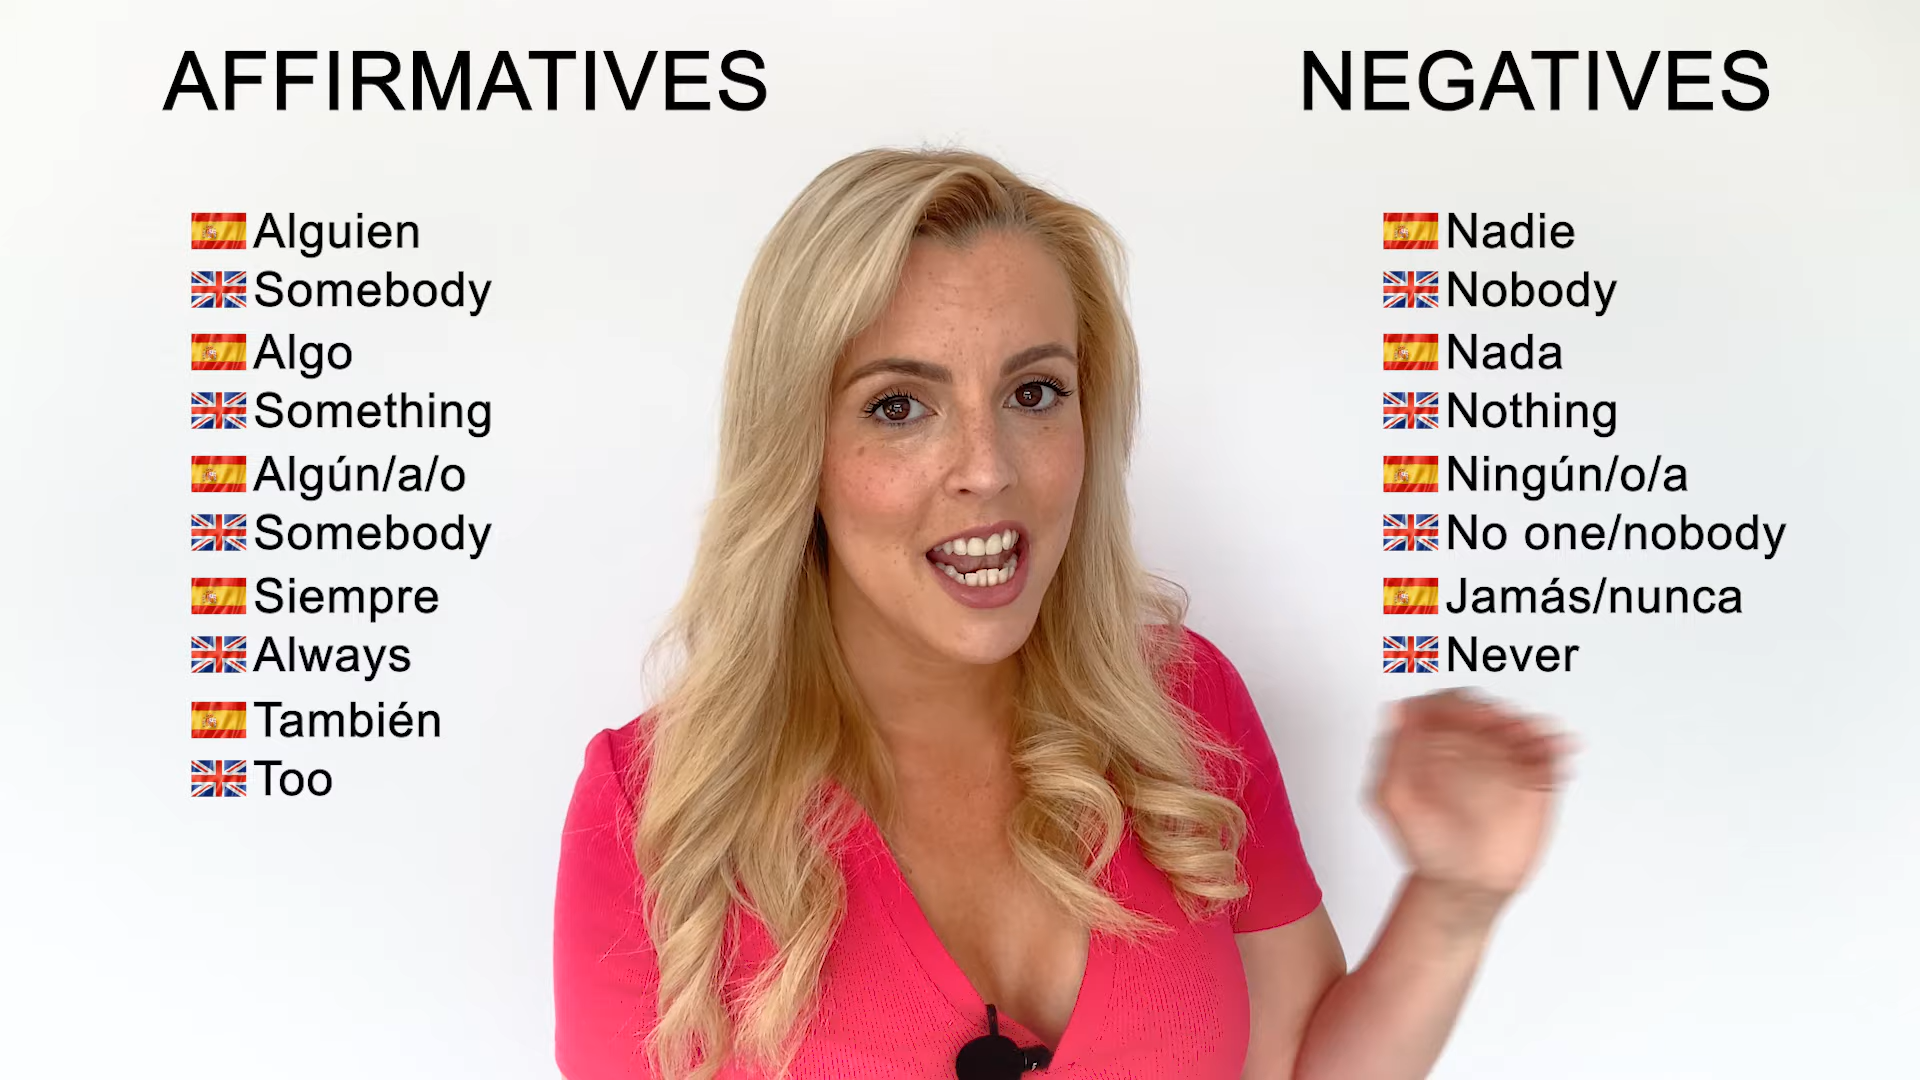 AFFIRMATIVES
Alguien
Somebody
Algo
Something
Algún/a/o
Somebody
Siempre
Always
También
Too
NEGATIVES
Nadie
Nobody
Nada
Nothing
Ningún/o/a
No one/nobody
Jamás/nunca
Never